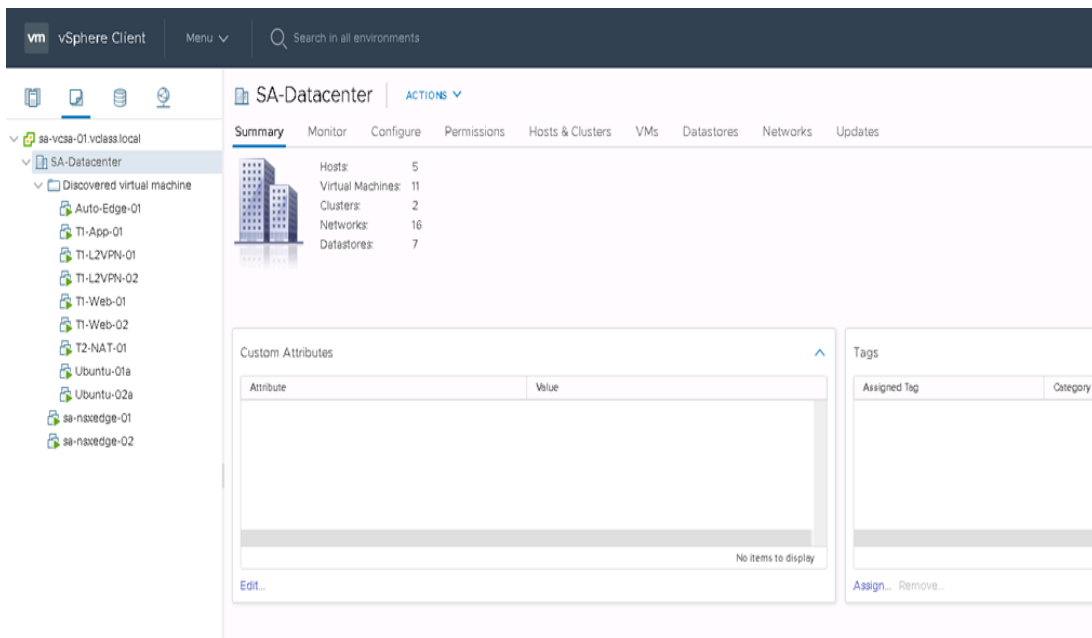 vm vSphere Client Menu Search in all environments
SA-Datacenter ACTIONS
Summary Monitor Configure Permissions Hosts & Clusters VMs Datastores Networks Updates
sa-vcsa-01.vclass.local
SA-Datacenter
Discovered virtual machine
Auto-Edge-01
T1-App-01
T1-L2VPN-01
T1-L2VPN-02
T1-Web-01
T1-Web-02
T2-NAT-01
Ubuntu-01a
Ubuntu-02a
sa-nsxedge-01
sa-nsxedge-02
Hosts: 5
Virtual Machines: 11
Clusters: 2
Networks: 16
Datastores: 7
Custom Attributes
Attribute Value
No items to display
Edit...
Tags
Assigned Tag Category
Assign... Remove...